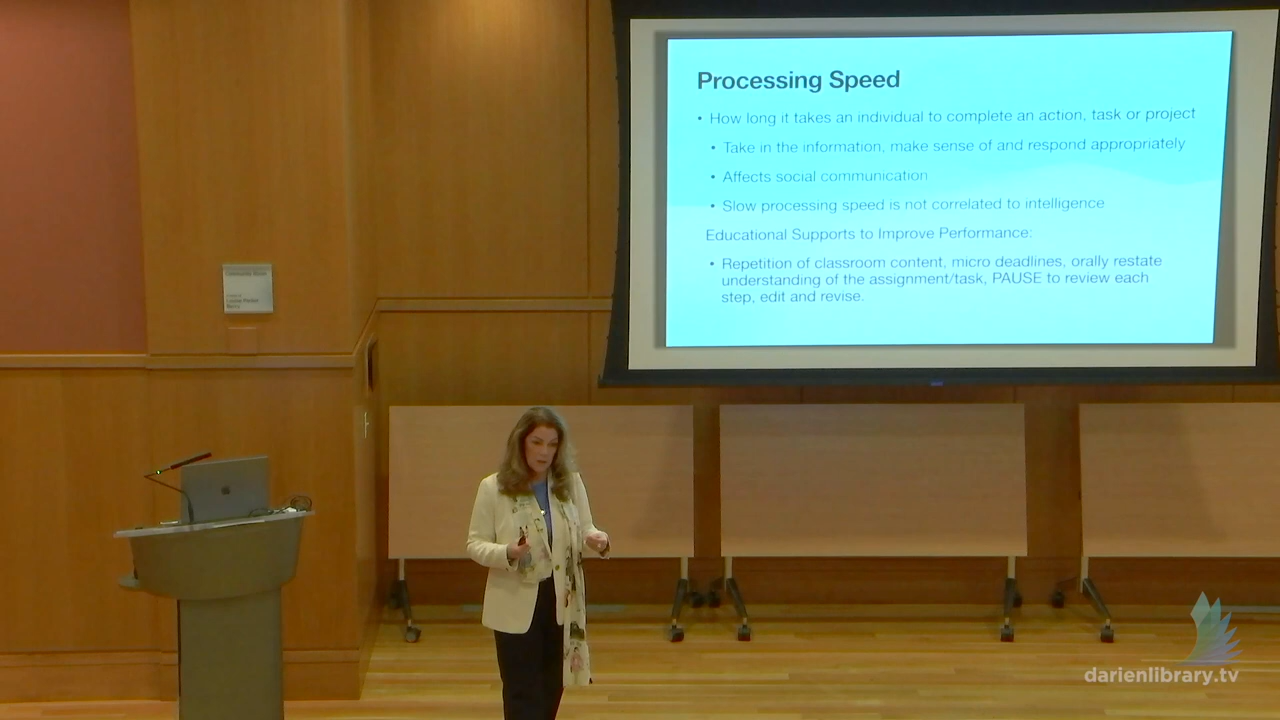 Processing Speed
• How long it takes an individual to complete an action, task or project
• Take in the information, make sense of and respond appropriately
• Affects social communication
• Slow processing speed is not correlated to intelligence
Educational Supports to Improve Performance:
• Repetition of classroom content, micro deadlines, orally restate
understanding of the assignment/task, PAUSE to review each
step, edit and revise.
Community Room
darienlibrary.tv